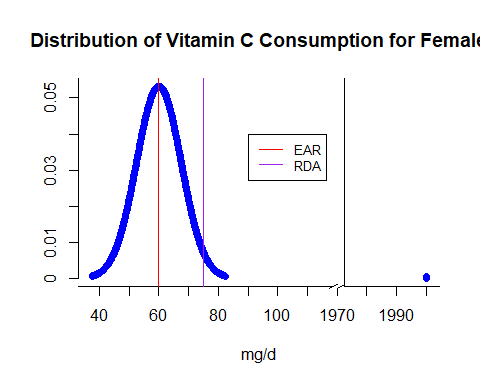 Distribution of Vitamin C Consumption for Female
0.05
0.03
0.01
0
EAR
RDA
40 60 80 100 1970 1990
mg/d